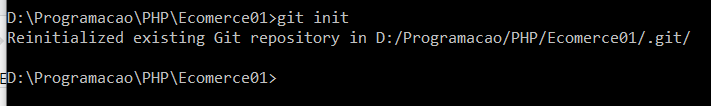 D:\Programacao\PHP\Ecomerce01>git init
Reinitialized existing Git repository in D:/Programacao/PHP/Ecomerce01/.git/
D:\Programacao\PHP\Ecomerce01>